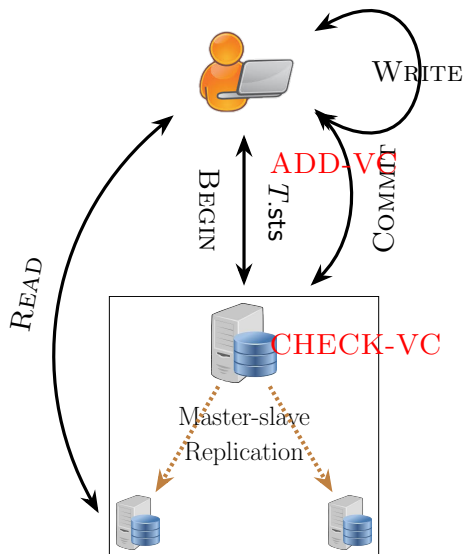 WRITE
ADD-VC
COMMIT
BEGIN
T.sts
READ
CHECK-VC
Master-slave
Replication